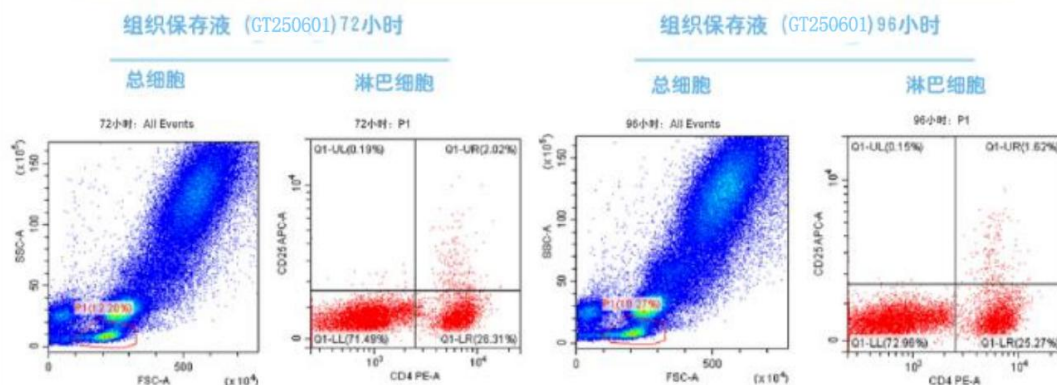 组织保存液 (GT250601)72小时
总细胞
淋巴细胞
72小时: All Events
SSC-A
(x10³)
150
100
50
0
P1(12.20%)
0
500
FSC-A
(x10⁴)
72小时: P1
Q1-UL(0.19%)
Q1-UR(2.02%)
CD25 APC-A
10⁴
0
Q1-LL(71.49%)
Q1-LR(26.31%)
0
10³
10⁴
CD4 PE-A
组织保存液 (GT250601)96小时
总细胞
淋巴细胞
96小时: All Events
SSC-A
150
100
50
0
P1(10.27%)
0
500
FSC-A
(x10⁴)
96小时: P1
Q1-UL(0.15%)
Q1-UR(1.62%)
CD25 APC-A
10⁴
0
Q1-LL(72.96%)
Q1-LR(25.27%)
0
10³
10⁴
CD4 PE-A